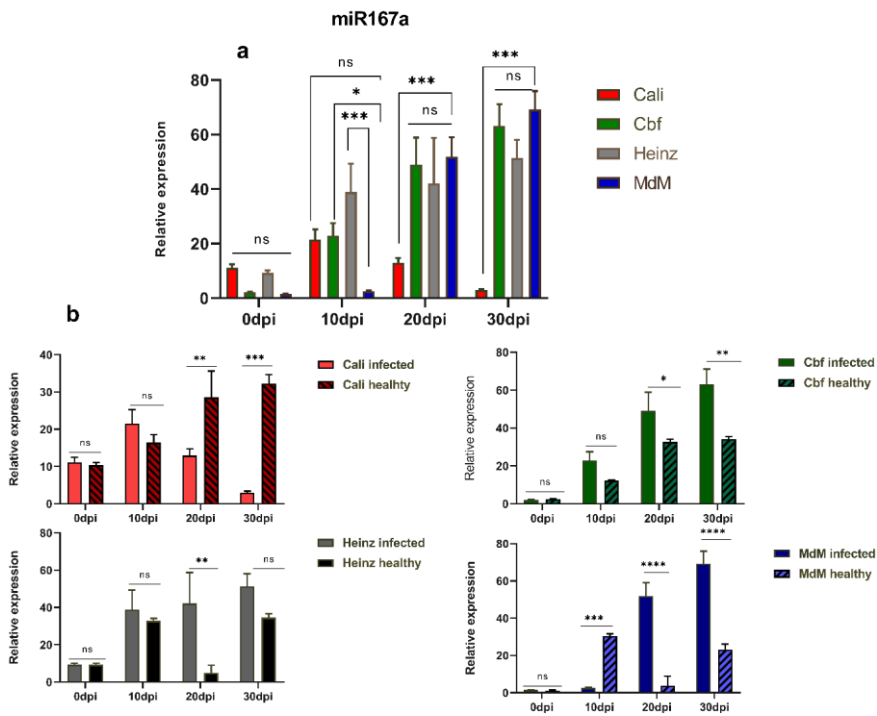 miR167a
a
ns
***
*
ns
ns
***
***
ns
Relative expression
80
60
40
20
0
0dpi
10dpi
20dpi
30dpi
Cali
Cbf
Heinz
MdM
b
Relative expression
40
30
20
10
0
ns
ns
**
***
0dpi
10dpi
20dpi
30dpi
Cali infected
Cali healhty
Relative expression
80
60
40
20
0
ns
ns
*
**
0dpi
10dpi
20dpi
30dpi
Cbf infected
Cbf healthy
Relative expression
80
60
40
20
0
ns
ns
**
ns
0dpi
10dpi
20dpi
30dpi
Heinz infected
Heinz healthy
Relative expression
80
60
40
20
0
ns
***
****
****
0dpi
10dpi
20dpi
30dpi
MdM infected
MdM healthy